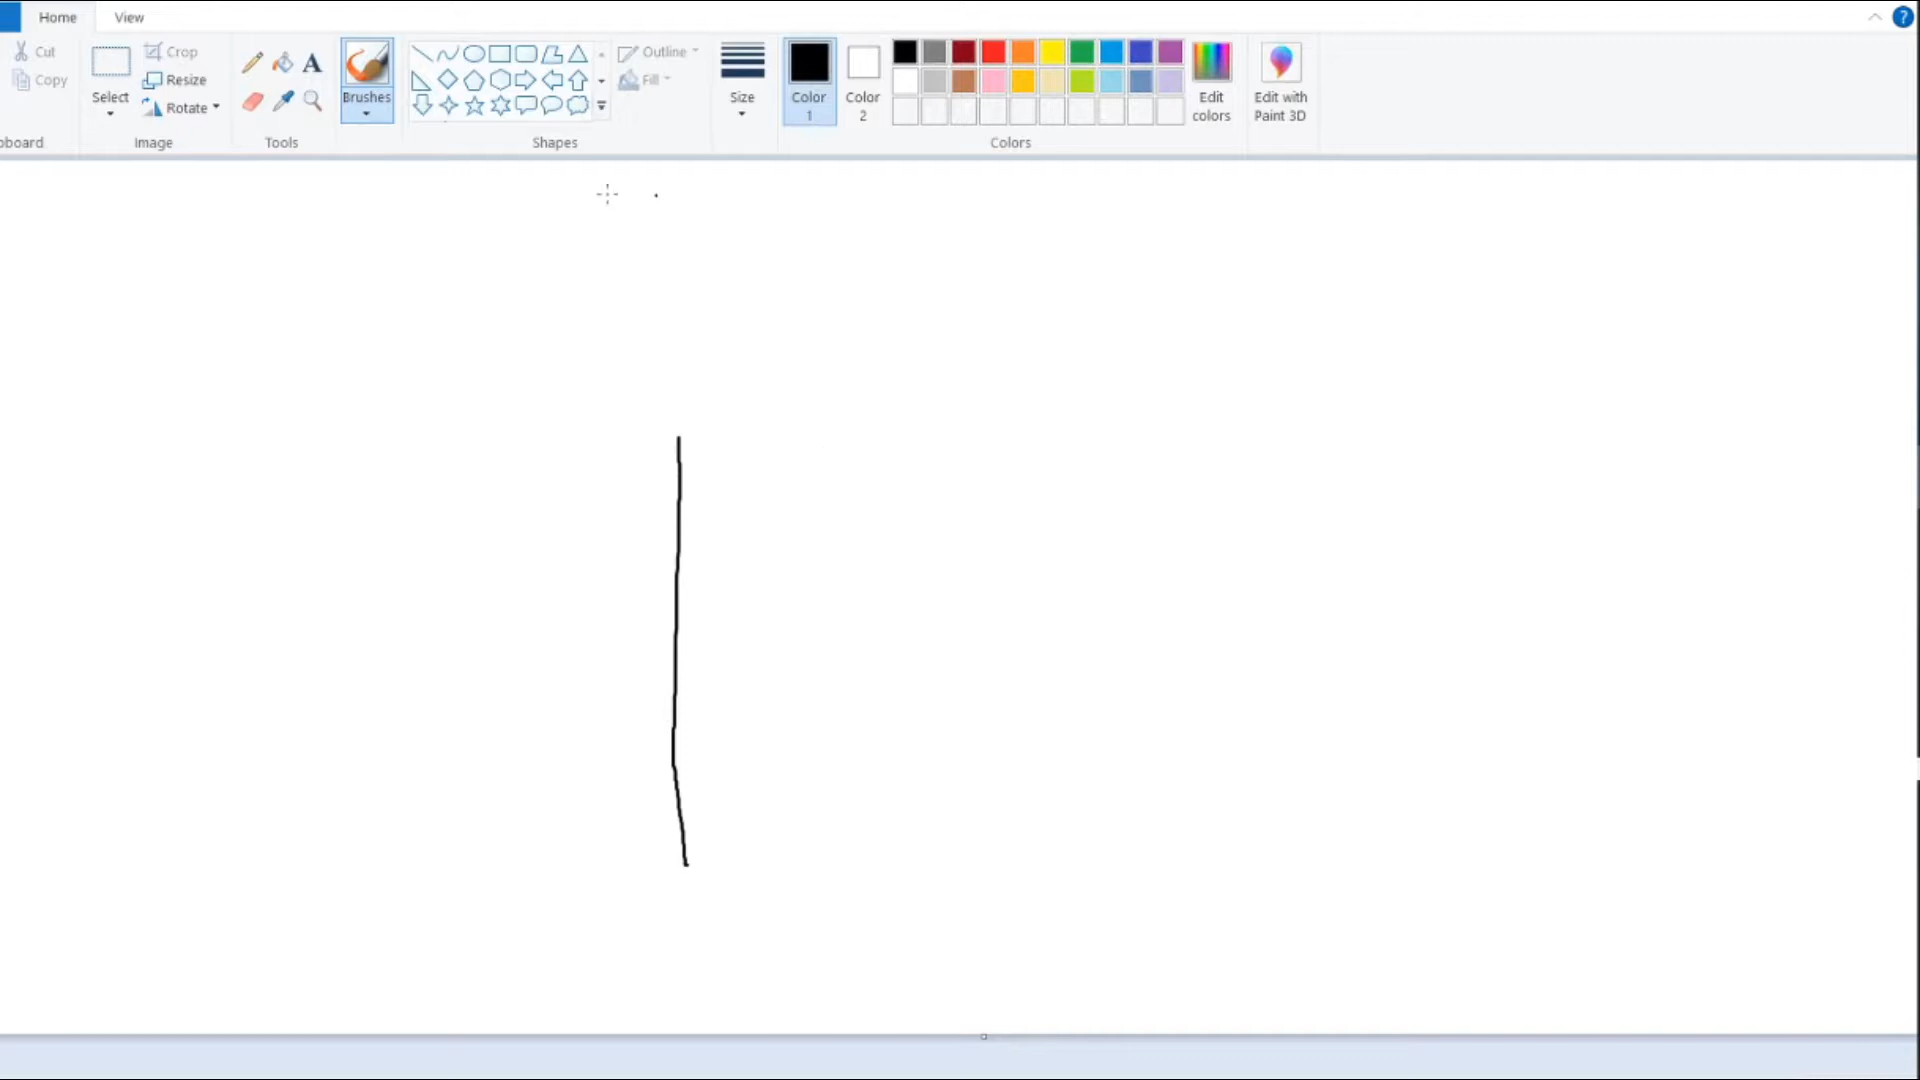 Home View
Cut
Copy
pboard
Select
Crop
Resize
Rotate
Image
A
Tools
Brushes
Shapes
Outline
Fill
Size
Color 1
Color 2
Colors
Edit colors
Edit with Paint 3D
?